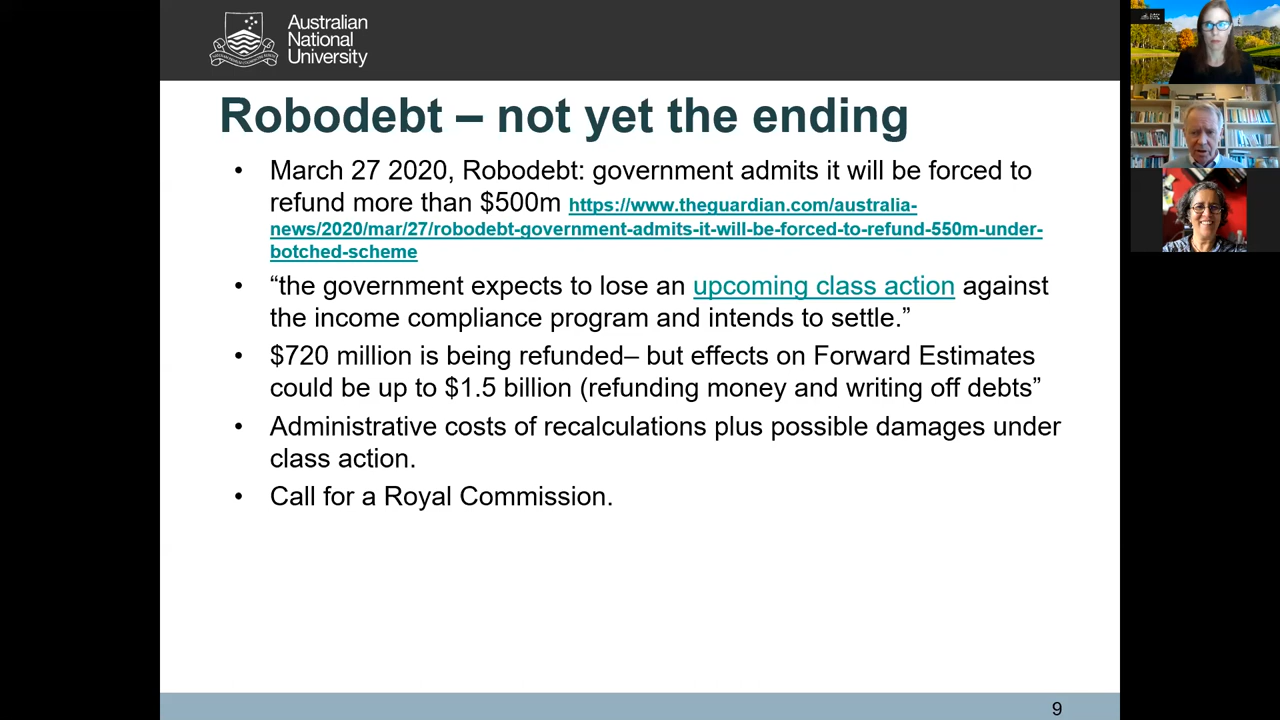 Australian
National
University
Robodebt – not yet the ending
• March 27 2020, Robodebt: government admits it will be forced to
refund more than $500m https://www.theguardian.com/australia-
news/2020/mar/27/robodebt-government-admits-it-will-be-forced-to-refund-550m-under-
botched-scheme
• “the government expects to lose an upcoming class action against
the income compliance program and intends to settle.”
• $720 million is being refunded– but effects on Forward Estimates
could be up to $1.5 billion (refunding money and writing off debts”
• Administrative costs of recalculations plus possible damages under
class action.
• Call for a Royal Commission.
9